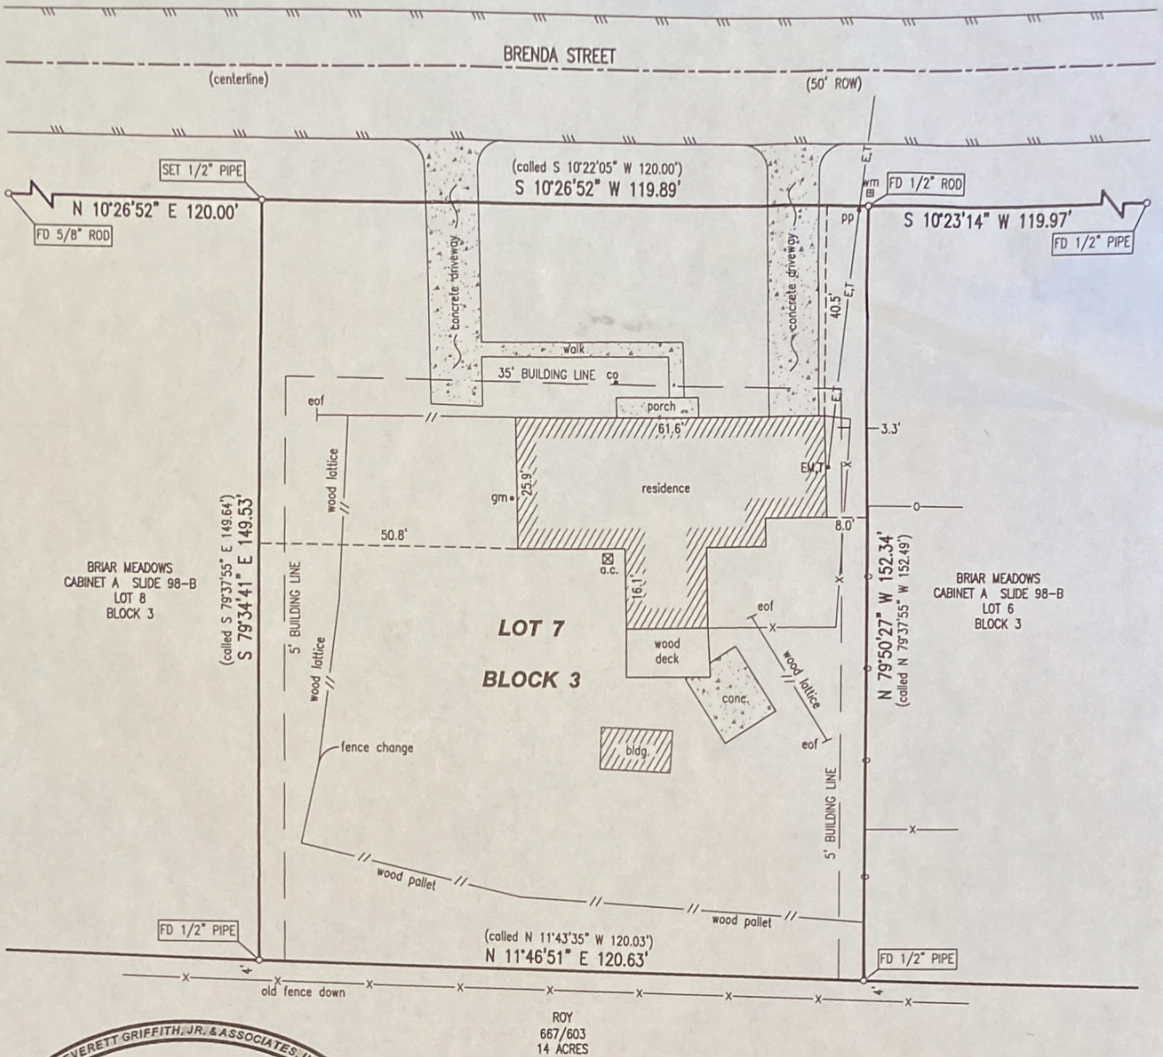 BRENDA STREET
(centerline)
(50' ROW)
E,T
SET 1/2" PIPE
(called S 10°22'05" W 120.00')
S 10°26'52" W 119.89'
wm
FD 1/2" ROD
N 10°26'52" E 120.00'
FD 5/8" ROD
PP
S 10°23'14" W 119.97'
FD 1/2" PIPE
concrete driveway
concrete driveway
40.5'
E,T
walk
35' BUILDING LINE
co
E,T
eof
porch
61.6'
3.3'
wood lattice
gm
25.9'
residence
EM,T
50.8'
8.0'
a.c.
(called S 79°37'55" E 149.64')
S 79°34'41" E 149.53'
5' BUILDING LINE
16.1'
N 79°50'27" W 152.34'
(called N 79°37'55" W 152.49')
BRIAR MEADOWS
CABINET A SLIDE 98-B
LOT 8
BLOCK 3
BRIAR MEADOWS
CABINET A SLIDE 98-B
LOT 6
BLOCK 3
LOT 7
BLOCK 3
eof
wood
deck
wood lattice
wood lattice
conc.
eof
bldg.
fence change
5' BUILDING LINE
wood pallet
wood pallet
FD 1/2" PIPE
(called N 11°43'35" W 120.03')
N 11°46'51" E 120.63'
FD 1/2" PIPE
4'
4'
old fence down
ROY
667/603
14 ACRES
EVERETT GRIFFITH, JR. & ASSOCIATES,